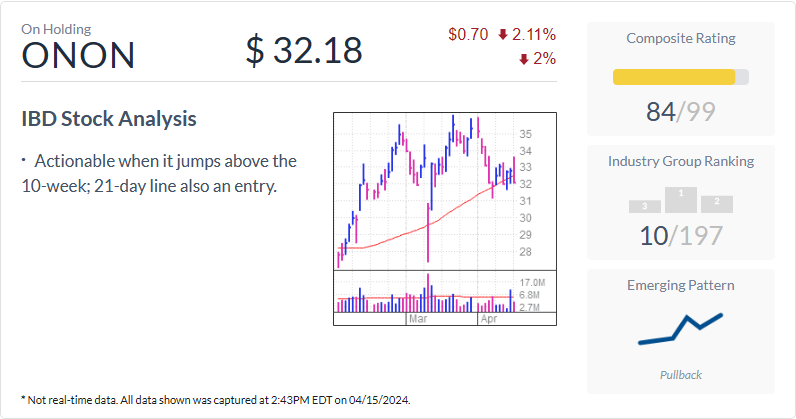 On Holding
ONON
$ 32.18
$0.70 2.11%
2%
IBD Stock Analysis
· Actionable when it jumps above the
10-week; 21-day line also an entry.
35
34
33
32
31
30
29
28
17.0M
6.8M
2.7M
Mar
Apr
Composite Rating
84/99
Industry Group Ranking
3 1 2
10/197
Emerging Pattern
Pullback
* Not real-time data. All data shown was captured at 2:43PM EDT on 04/15/2024.